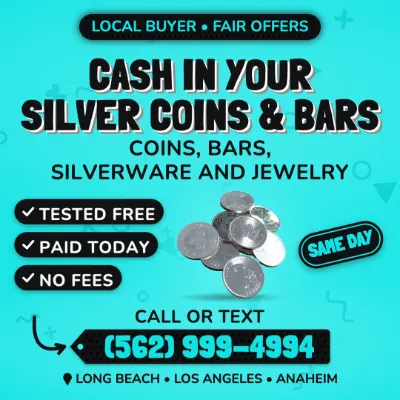 LOCAL BUYER • FAIR OFFERS
CASH IN YOUR
SILVER COINS & BARS
COINS, BARS,
SILVERWARE AND JEWELRY
TESTED FREE
PAID TODAY
NO FEES
SAME DAY
CALL OR TEXT
(562) 999-4994
LONG BEACH • LOS ANGELES • ANAHEIM